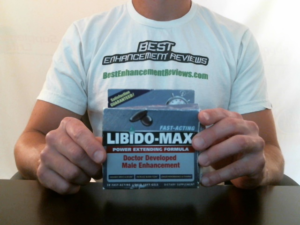 BEST
ENHANCEMENT REVIEWS
BestEnhancementReviews.com
FAST-ACTING
LIBIDO-MAX
POWER EXTENDING FORMULA
Doctor Developed
Male Enhancement